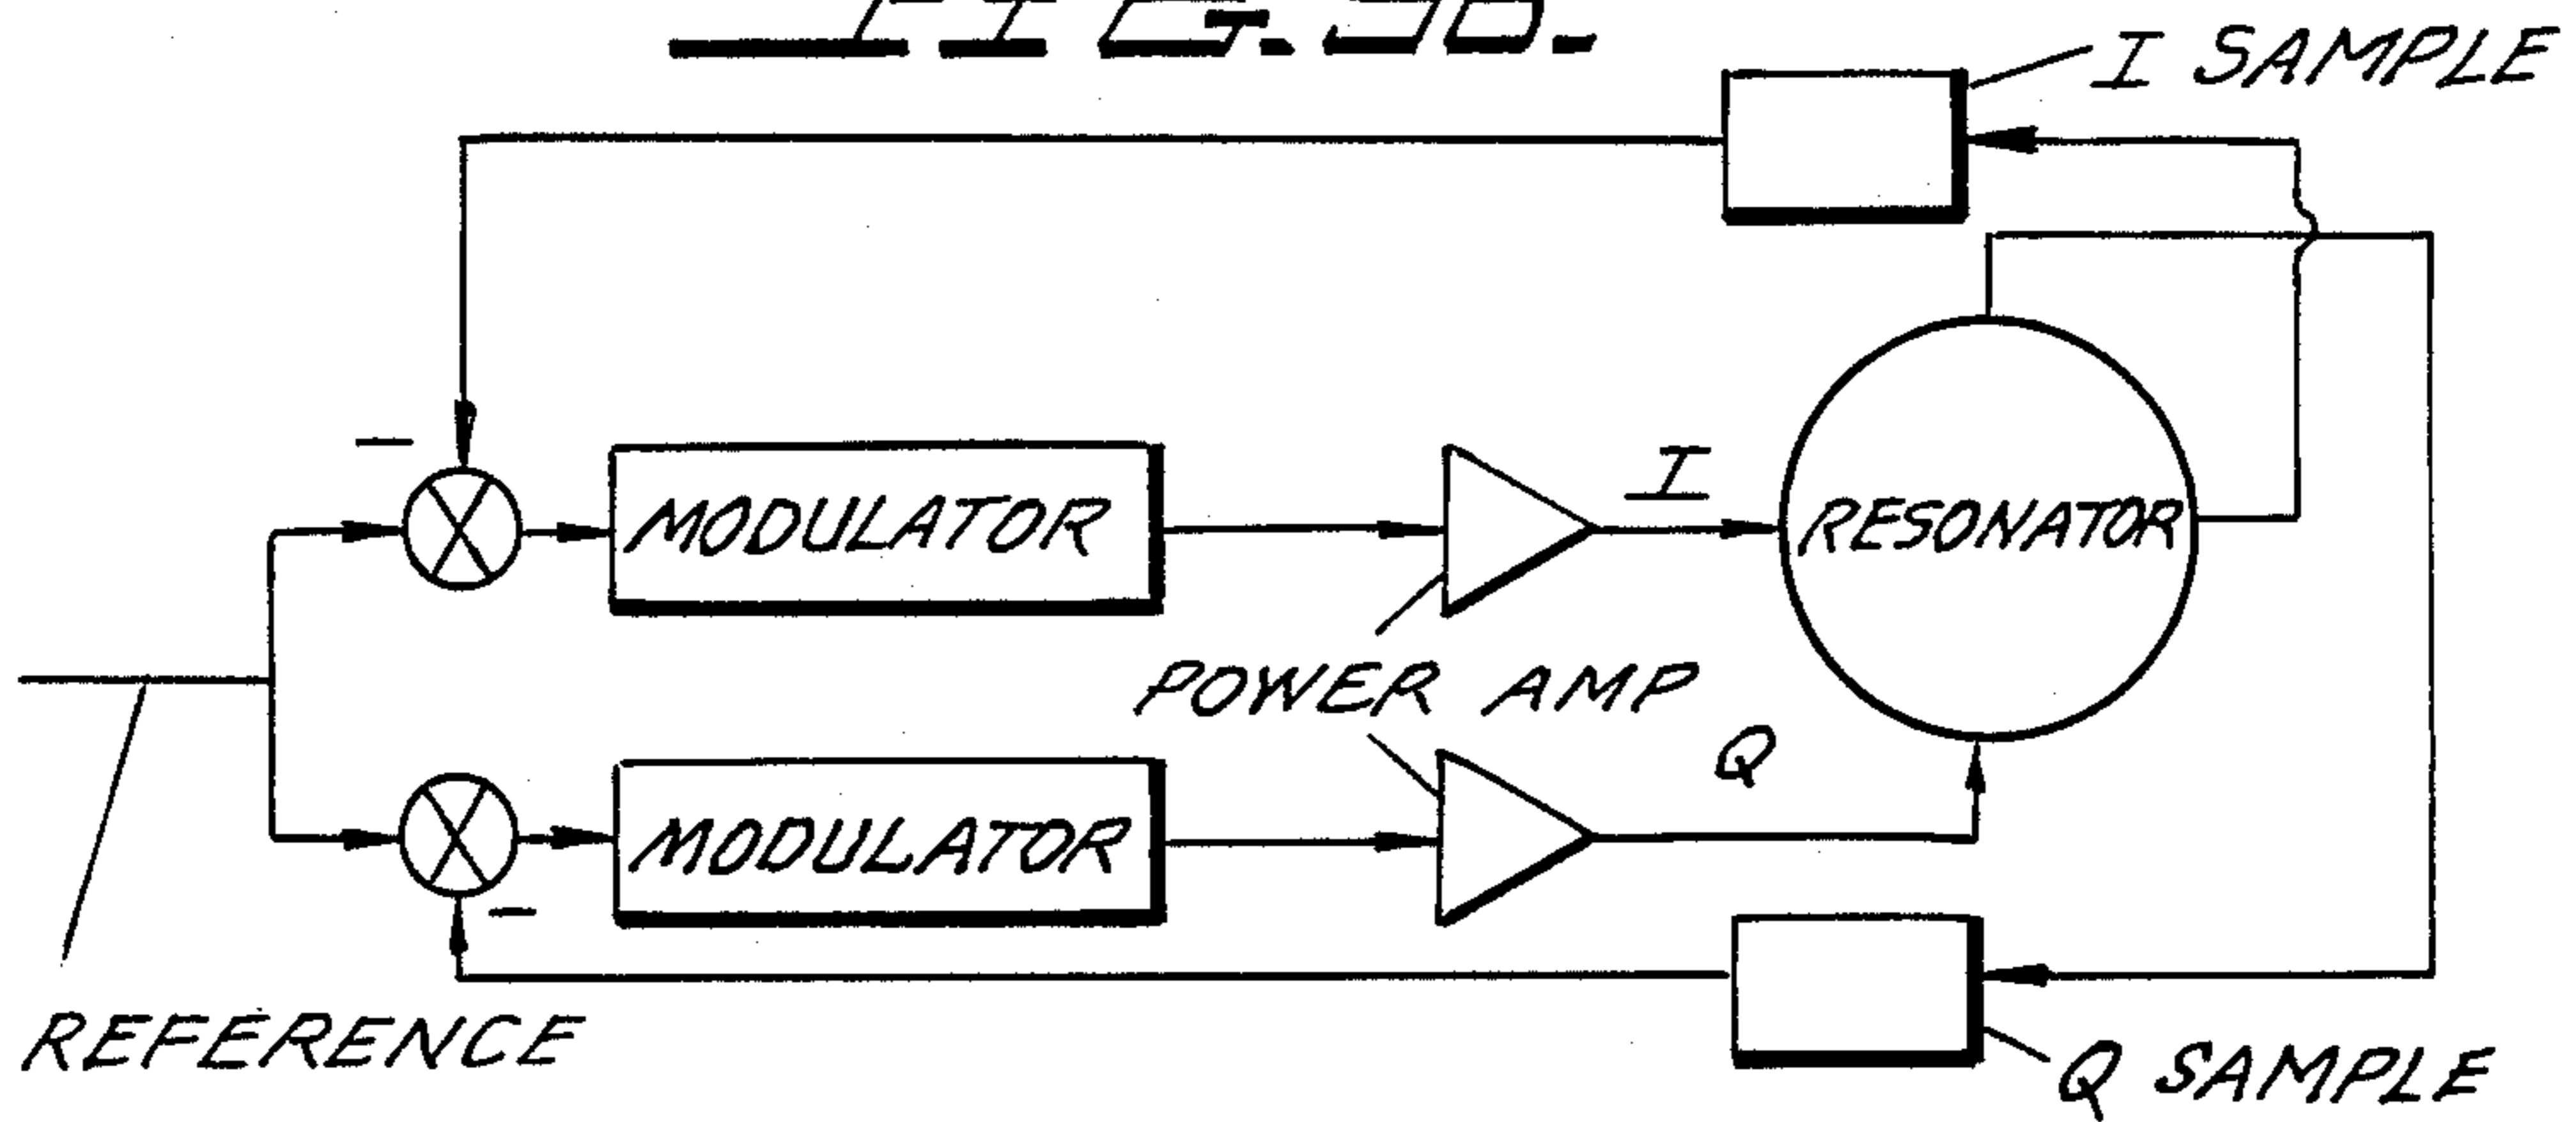 I SAMPLE
-
MODULATOR
I
RESONATOR
POWER AMP
Q
MODULATOR
-
REFERENCE
Q SAMPLE